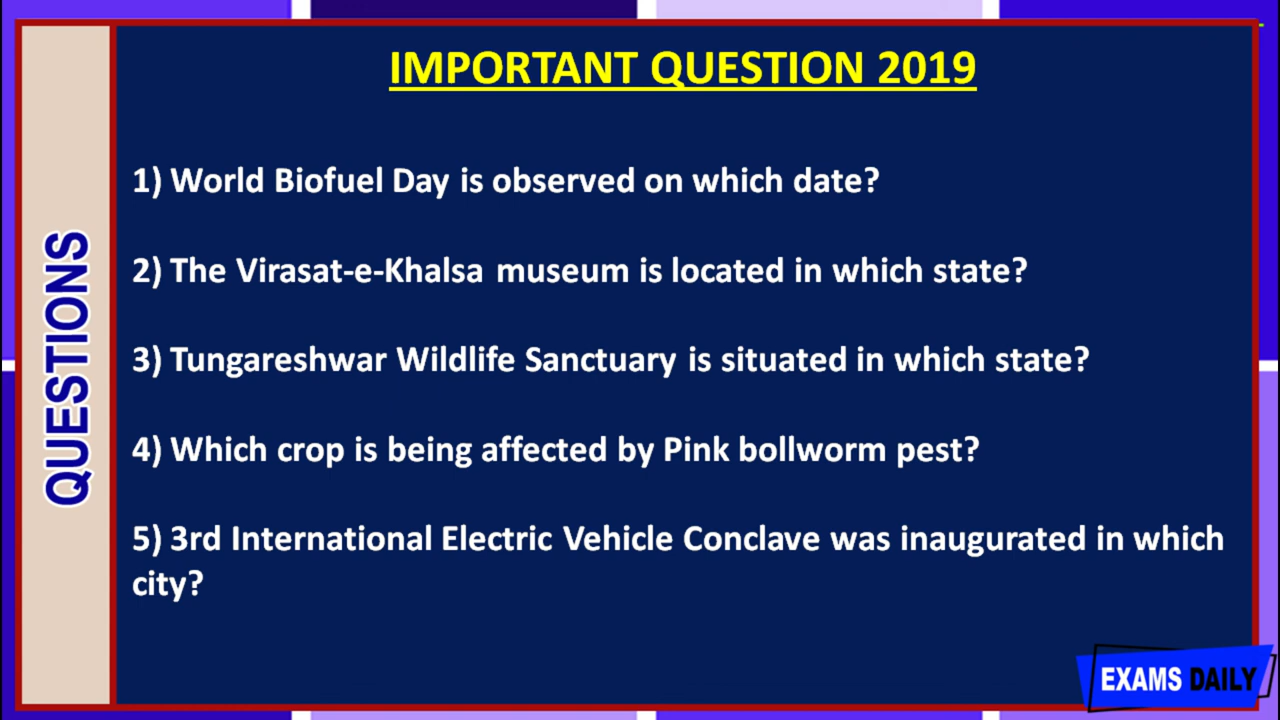 IMPORTANT QUESTION 2019
QUESTIONS
1) World Biofuel Day is observed on which date?
2) The Virasat-e-Khalsa museum is located in which state?
3) Tungareshwar Wildlife Sanctuary is situated in which state?
4) Which crop is being affected by Pink bollworm pest?
5) 3rd International Electric Vehicle Conclave was inaugurated in which
city?
EXAMS DAILY